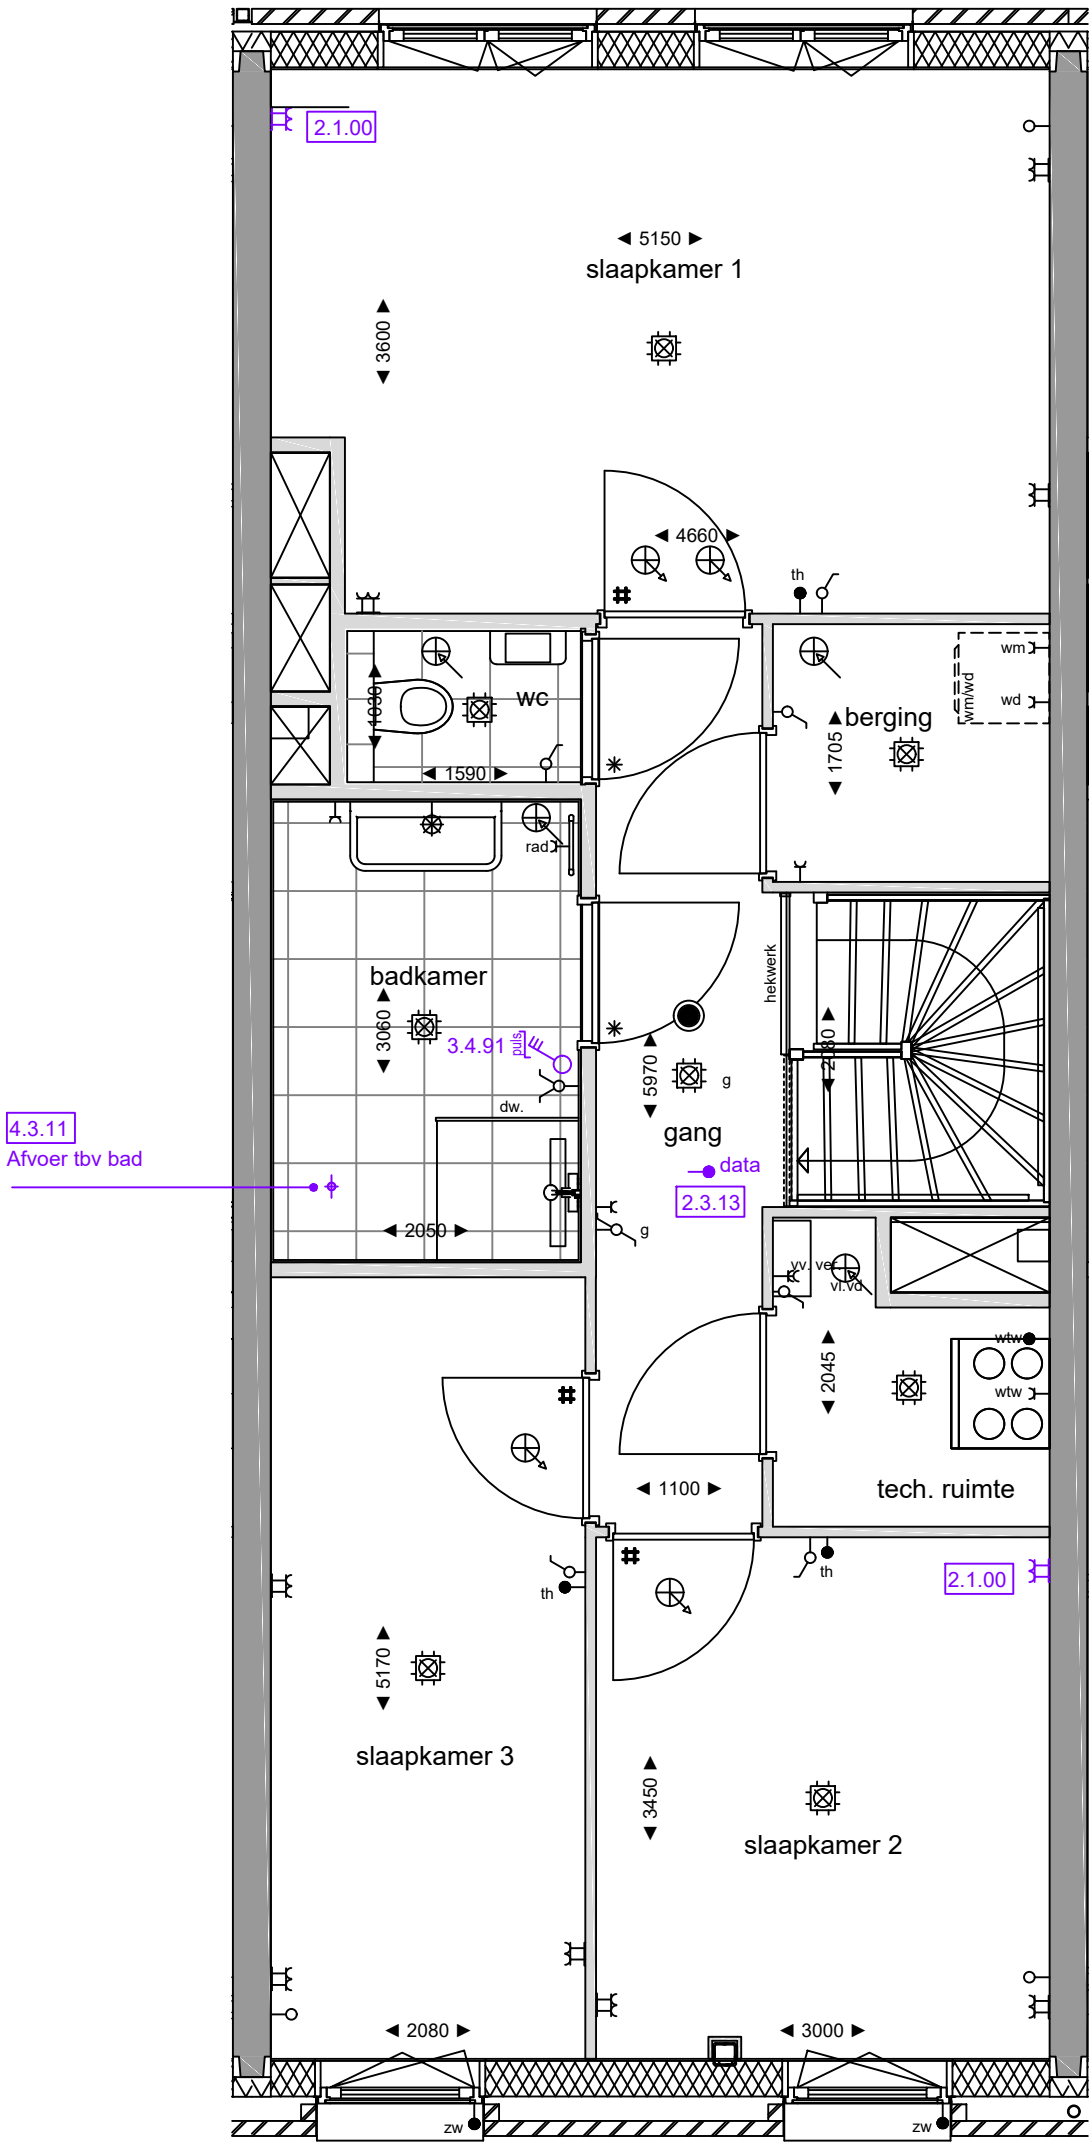 2.1.00
5150
slaapkamer 1
3600
4660
th
wm
wd
wm/wd
wc
1030
1590
berging
1705
rad
badkamer
3060
3.4.91
puls
dw.
2050
4.3.11
Afvoer tbv bad
hekwerk
5970
g
gang
data
2.3.13
g
vv. ver.
vl.vd
2045
wtw
wtw
tech. ruimte
1100
th
2.1.00
th
5170
slaapkamer 3
3450
slaapkamer 2
2080
3000
zw
zw